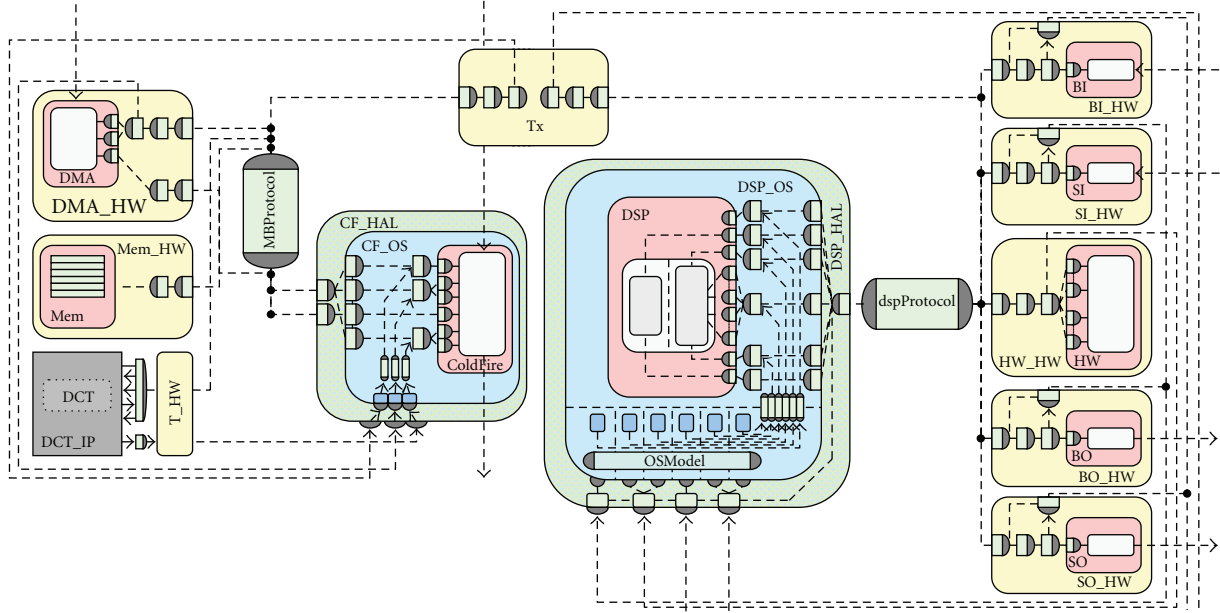 Tx
BI
BI_HW
DMA
DMA_HW
MBProtocol
SI
SI_HW
DSP_OS
DSP
CF_HAL
CF_OS
DSP_HAL
Mem_HW
Mem
dspProtocol
HW_HW
HW
ColdFire
DCT
T_HW
DCT_IP
OSModel
BO
BO_HW
SO
SO_HW